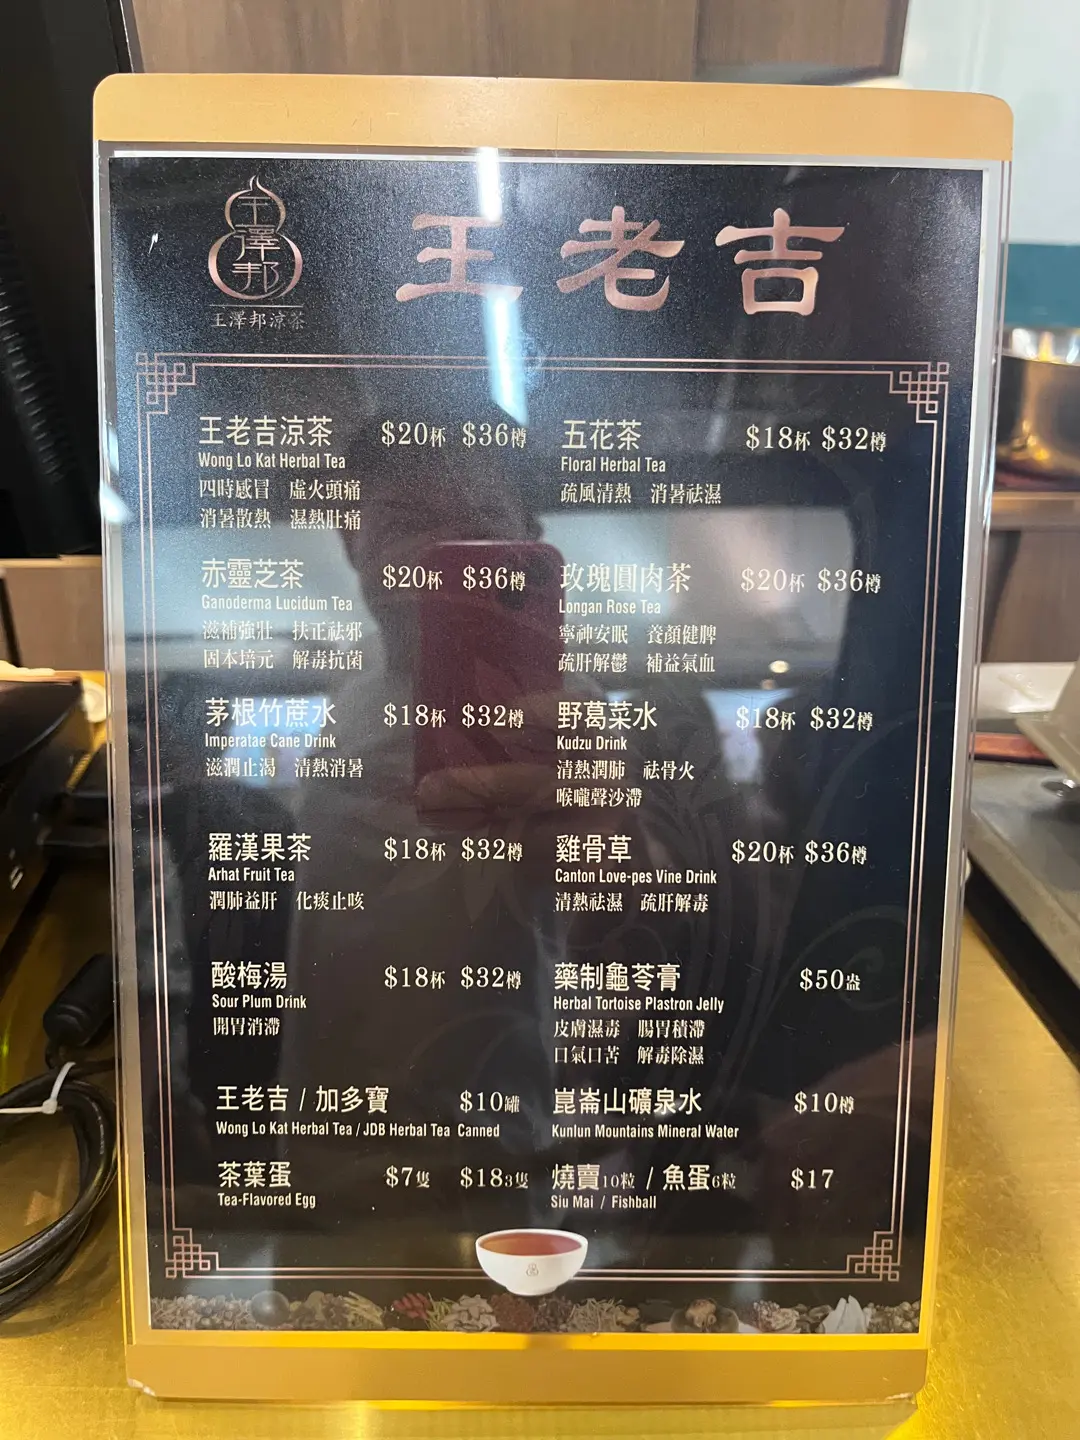 王澤邦
王澤邦涼茶
王老吉
王老吉涼茶 $20杯 $36樽
Wong Lo Kat Herbal Tea
四時感冒 虛火頭痛
消暑散熱 濕熱肚痛
五花茶 $18杯 $32樽
Floral Herbal Tea
疏風清熱 消暑祛濕
赤靈芝茶 $20杯 $36樽
Ganoderma Lucidum Tea
滋補強壯 扶正祛邪
固本培元 解毒抗菌
玫瑰圓肉茶 $20杯 $36樽
Longan Rose Tea
寧神安眠 養顏健脾
疏肝解鬱 補益氣血
茅根竹蔗水 $18杯 $32樽
Imperatae Cane Drink
滋潤止渴 清熱消暑
野葛菜水 $18杯 $32樽
Kudzu Drink
清熱潤肺 祛骨火
喉嚨聲沙滯
羅漢果茶 $18杯 $32樽
Arhat Fruit Tea
潤肺益肝 化痰止咳
雞骨草 $20杯 $36樽
Canton Love-pes Vine Drink
清熱祛濕 疏肝解毒
酸梅湯 $18杯 $32樽
Sour Plum Drink
開胃消滯
藥制龜苓膏 $50盅
Herbal Tortoise Plastron Jelly
皮膚濕毒 腸胃積滯
口氣口苦 解毒除濕
王老吉 / 加多寶 $10罐
Wong Lo Kat Herbal Tea / JDB Herbal Tea Canned
崑崙山礦泉水 $10樽
Kunlun Mountains Mineral Water
茶葉蛋 $7隻 $183隻
Tea-Flavored Egg
燒賣10粒 / 魚蛋6粒 $17
Siu Mai / Fishball